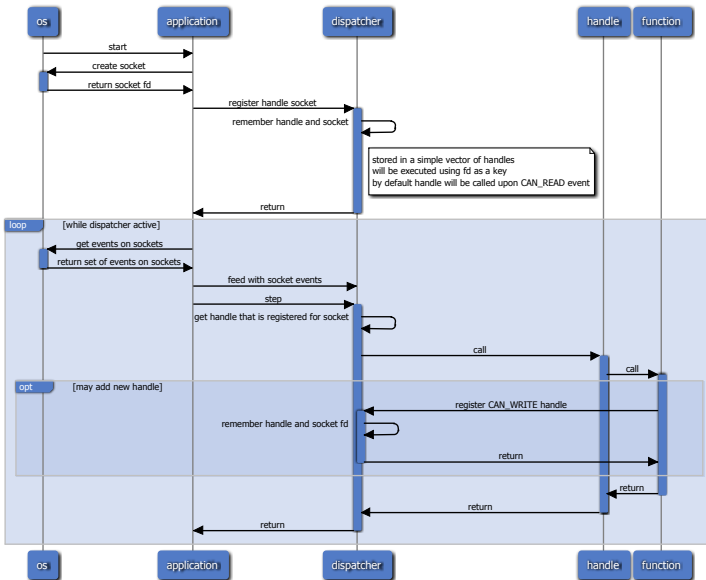 os application dispatcher handle function
start
create socket
return socket fd
register handle socket
remember handle and socket
stored in a simple vector of handles
will be executed using fd as a key
by default handle will be called upon CAN_READ event
return
loop [while dispatcher active]
get events on sockets
return set of events on sockets
feed with socket events
step
get handle that is registered for socket
call
call
opt [may add new handle]
register CAN_WRITE handle
remember handle and socket fd
return
return
return
return
os application dispatcher handle function